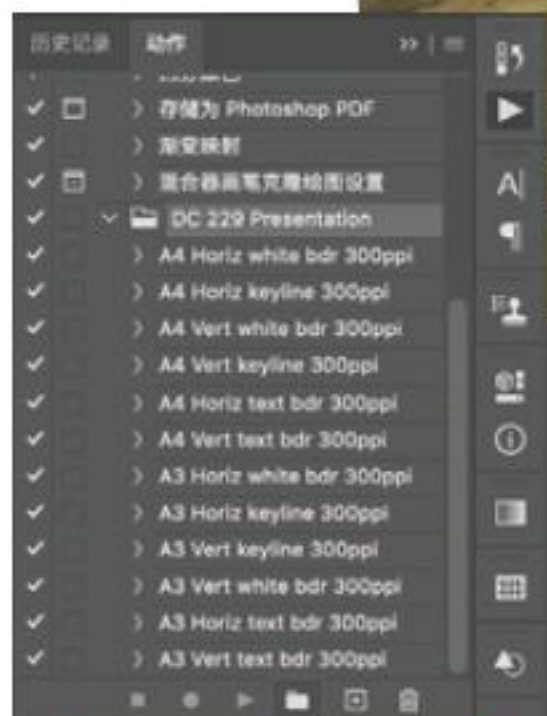 历史记录 动作
存储为 Photoshop PDF
渐变映射
混合器画笔克隆绘图设置
DC 229 Presentation
A4 Horiz white bdr 300ppi
A4 Horiz keyline 300ppi
A4 Vert white bdr 300ppi
A4 Vert keyline 300ppi
A4 Horiz text bdr 300ppi
A4 Vert text bdr 300ppi
A3 Horiz white bdr 300ppi
A3 Horiz keyline 300ppi
A3 Vert keyline 300ppi
A3 Vert white bdr 300ppi
A3 Horiz text bdr 300ppi
A3 Vert text bdr 300ppi